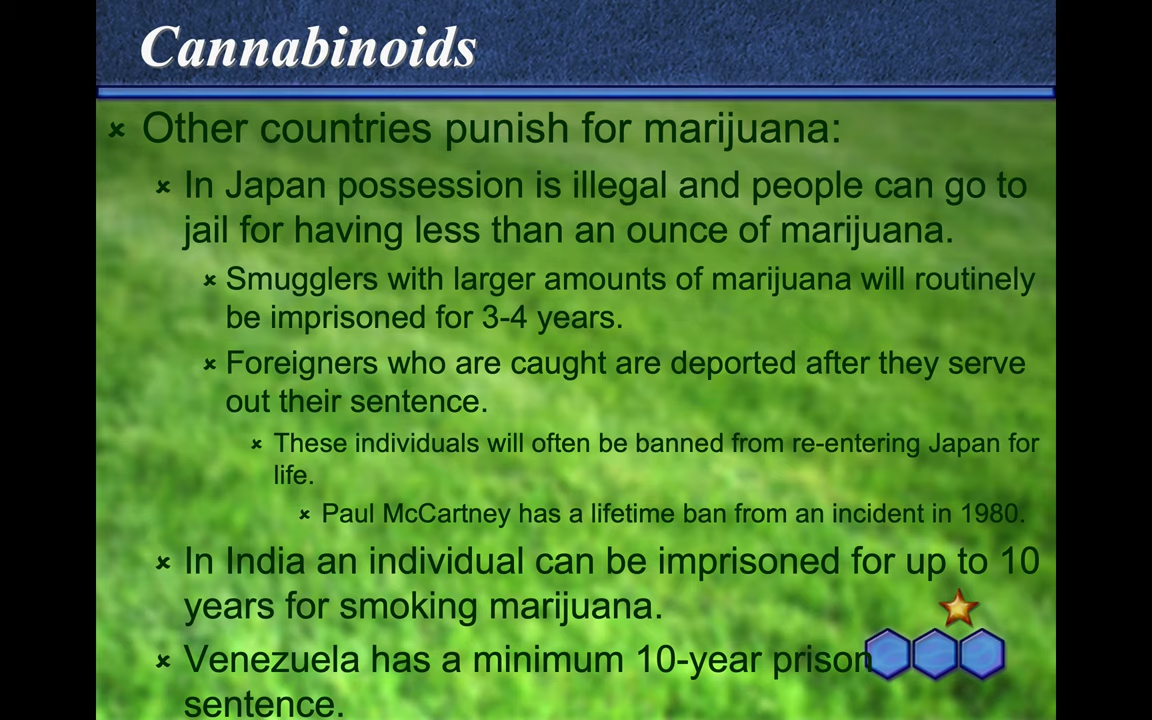 Cannabinoids
Other countries punish for marijuana:
In Japan possession is illegal and people can go to
jail for having less than an ounce of marijuana.
Smugglers with larger amounts of marijuana will routinely
be imprisoned for 3-4 years.
Foreigners who are caught are deported after they serve
out their sentence.
These individuals will often be banned from re-entering Japan for
life.
Paul McCartney has a lifetime ban from an incident in 1980.
In India an individual can be imprisoned for up to 10
years for smoking marijuana.
Venezuela has a minimum 10-year prison
sentence.